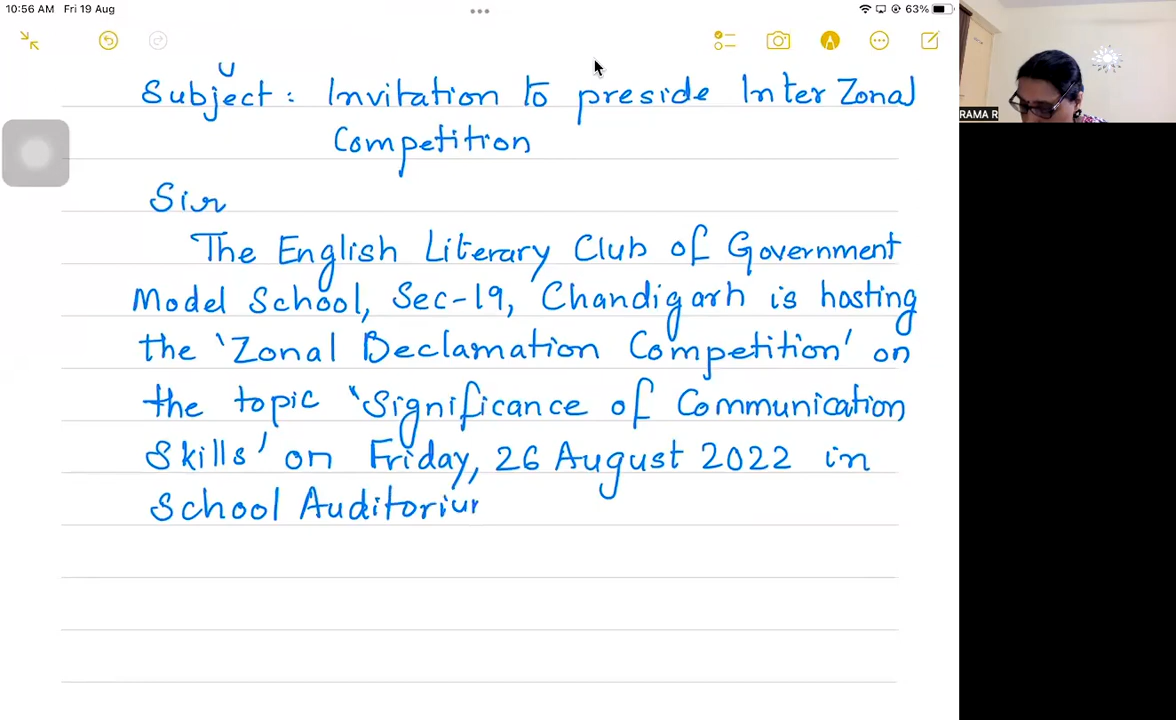 10:56 AM Fri 19 Aug
63%
RAMA R
Subject: Invitation to preside Inter Zonal
Competition
Sir
The English Literary Club of Government
Model School, Sec-19, Chandigarh is hosting
the 'Zonal Declamation Competition' on
the topic 'Significance of Communication
Skills' on Friday, 26 August 2022 in
School Auditoriu